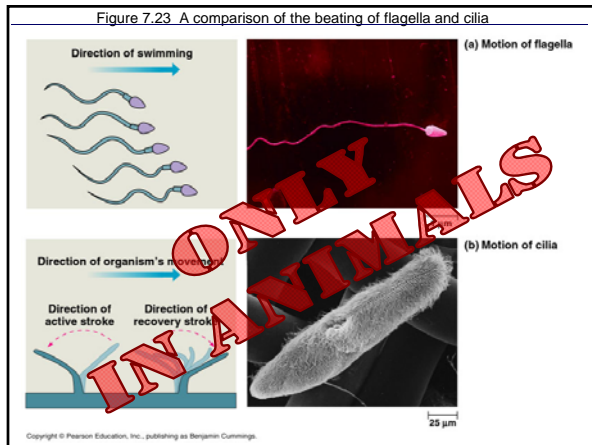 Figure 7.23 A comparison of the beating of flagella and cilia
Direction of swimming
(a) Motion of flagella
µm
ONLY
IN ANIMALS
(b) Motion of cilia
Direction of organism's movement
Direction of
active stroke
Direction of
recovery stroke
25 µm
Copyright © Pearson Education, Inc., publishing as Benjamin Cummings.